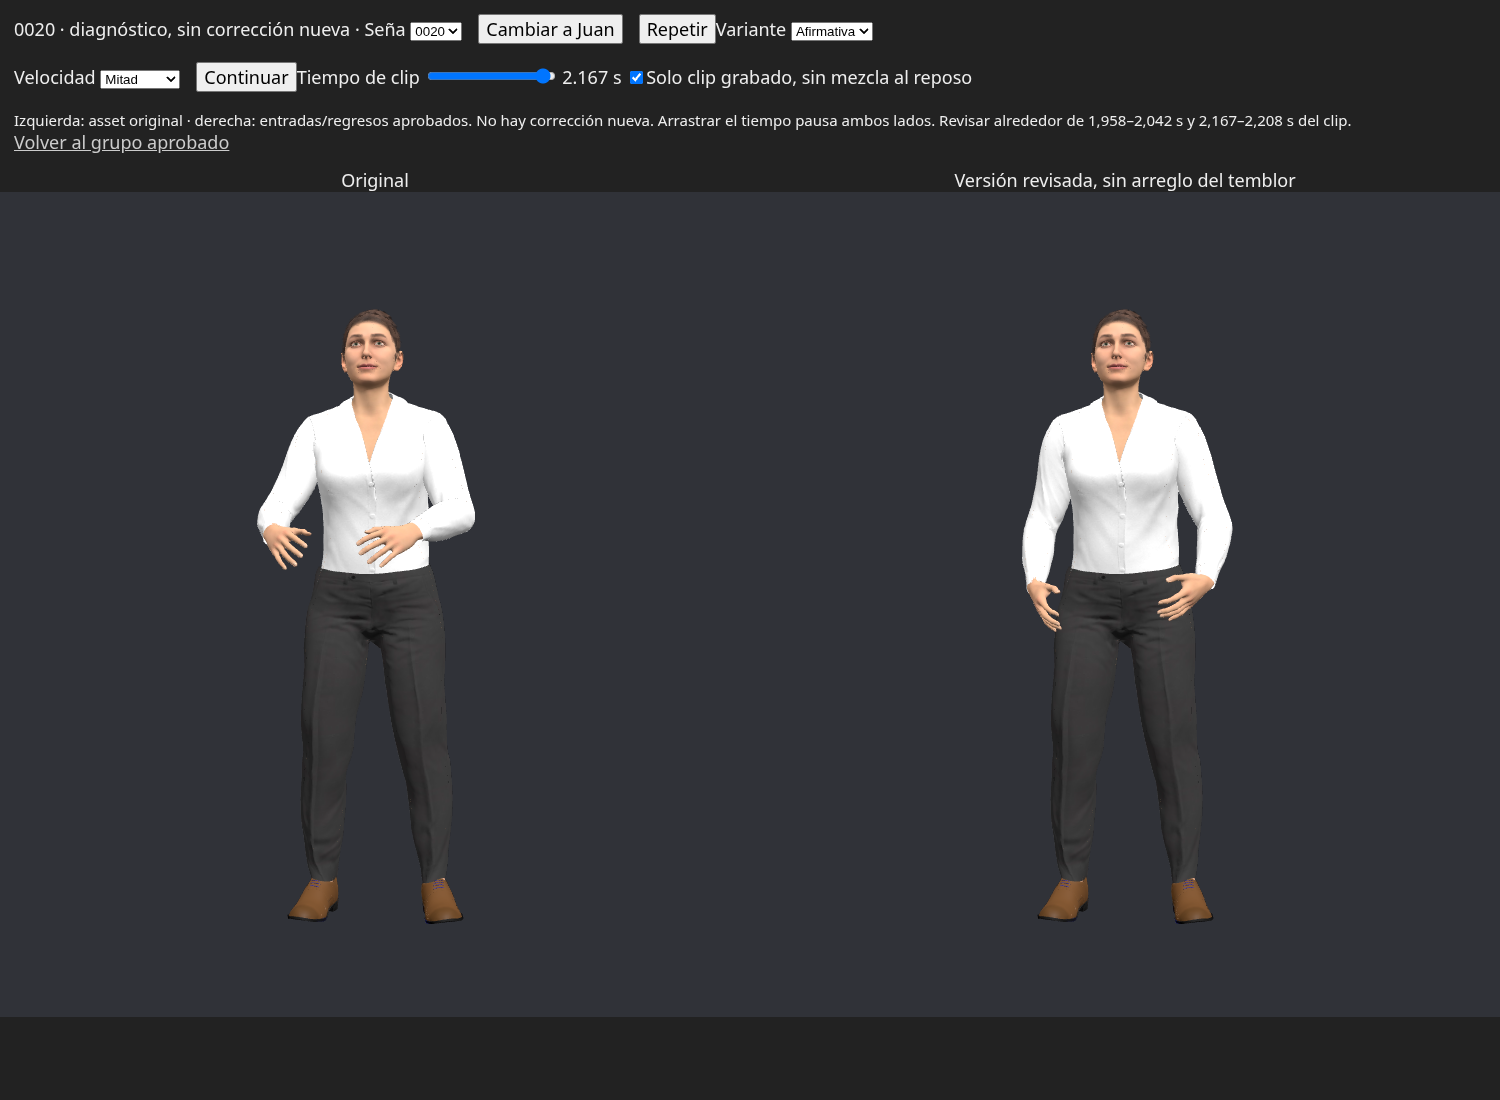 0020 · diagnóstico, sin corrección nueva · Seña 0020 Cambiar a Juan Repetir Variante Afirmativa
Velocidad Mitad Continuar Tiempo de clip 2.167 s Solo clip grabado, sin mezcla al reposo
Izquierda: asset original · derecha: entradas/regresos aprobados. No hay corrección nueva. Arrastrar el tiempo pausa ambos lados. Revisar alrededor de 1,958–2,042 s y 2,167–2,208 s del clip.
Volver al grupo aprobado
Original
Versión revisada, sin arreglo del temblor